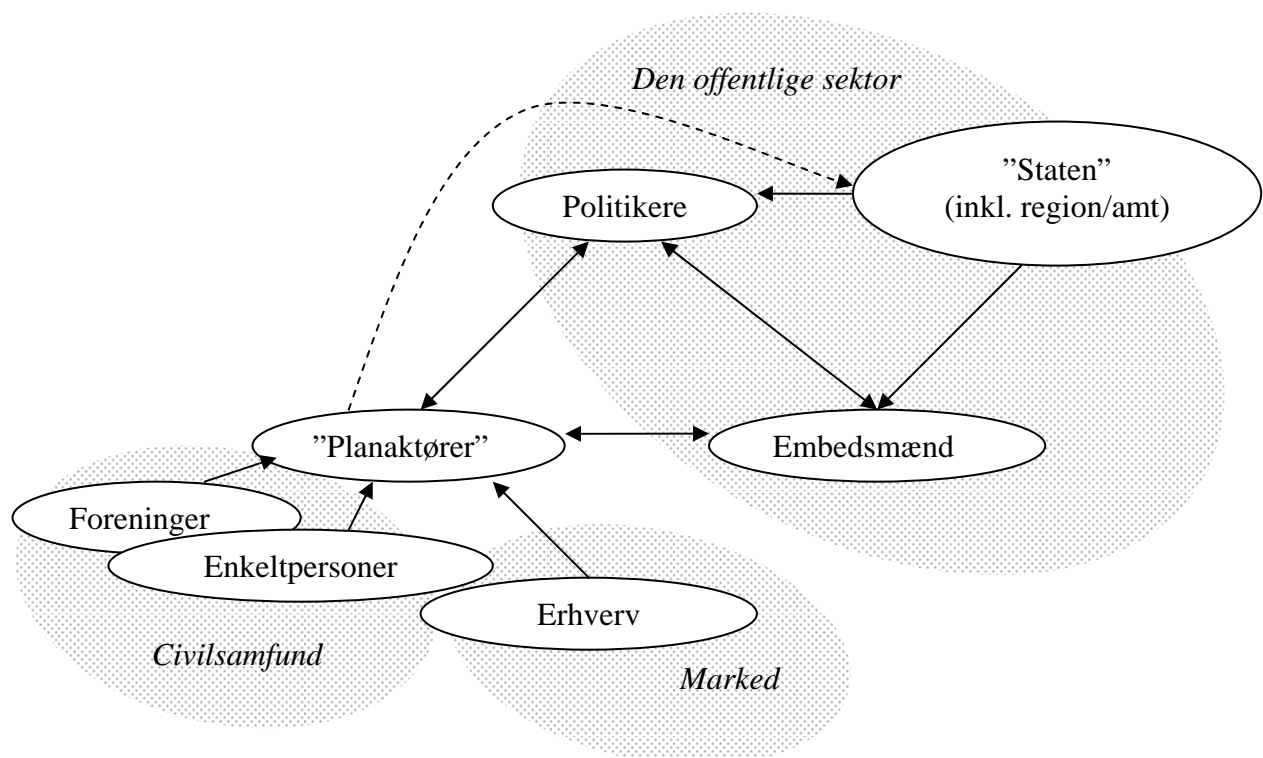 Den offentlige sektor
”Staten”
(inkl. region/amt)
Politikere
”Planaktører”
Embedsmænd
Foreninger
Enkeltpersoner
Erhverv
Civilsamfund
Marked